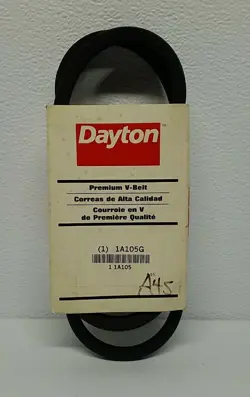 Dayton
Premium V-Belt
Correas de Alta Calidad
Courroie en V
de Première Qualité
(1) 1A105G
1 1A105
A45